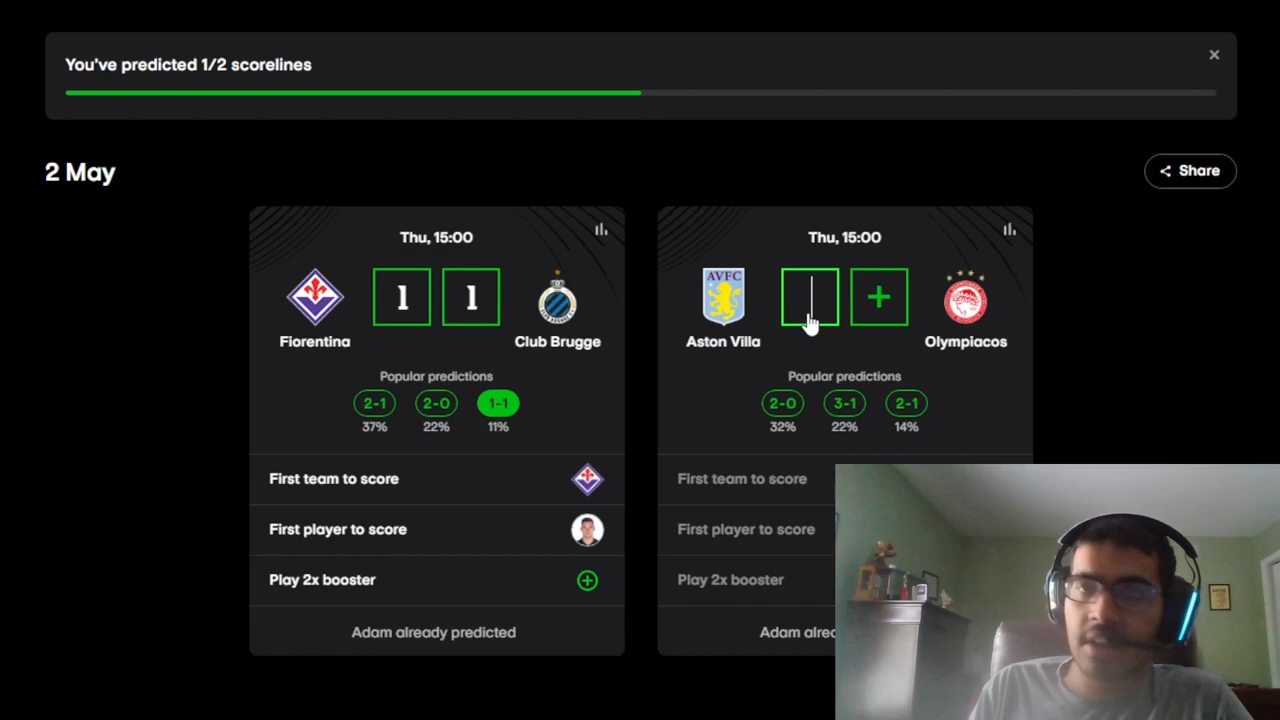 You've predicted 1/2 scorelines
2 May
Share
Thu, 15:00
1 1
Fiorentina
Club Brugge
Popular predictions
2-1 2-0 1-1
37% 22% 11%
First team to score
First player to score
Play 2x booster
Adam already predicted
Thu, 15:00
AVFC
Aston Villa
Olympiacos
Popular predictions
2-0 3-1 2-1
32% 22% 14%
First team to score
First player to score
Play 2x booster
Adam alrea